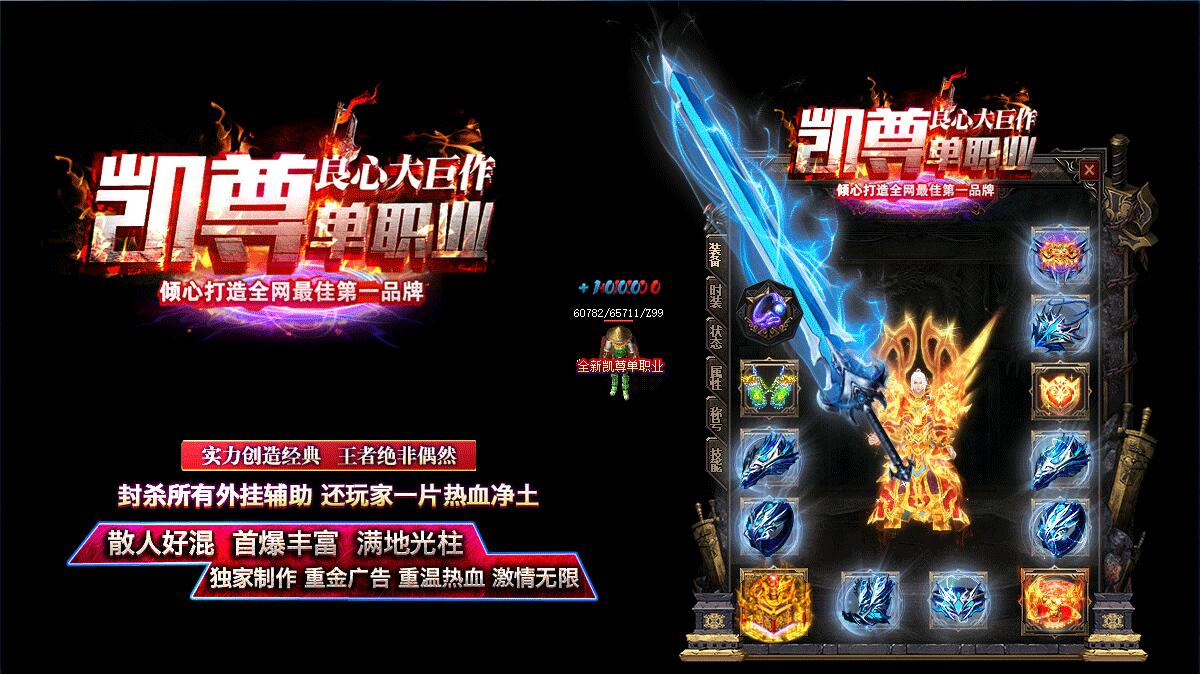 凯尊
良心大巨作
单职业
倾心打造全网最佳第一品牌
实力创造经典 王者绝非偶然
封杀所有外挂辅助 还玩家一片热血净土
散人好混 首爆丰富 满地光柱
独家制作 重金广告 重温热血 激情无限
+100000
60782/65711/Z99
全新凯尊单职业
凯尊
良心大巨作
单职业
倾心打造全网最佳第一品牌
装备
时装
状态
属性
称号
技能